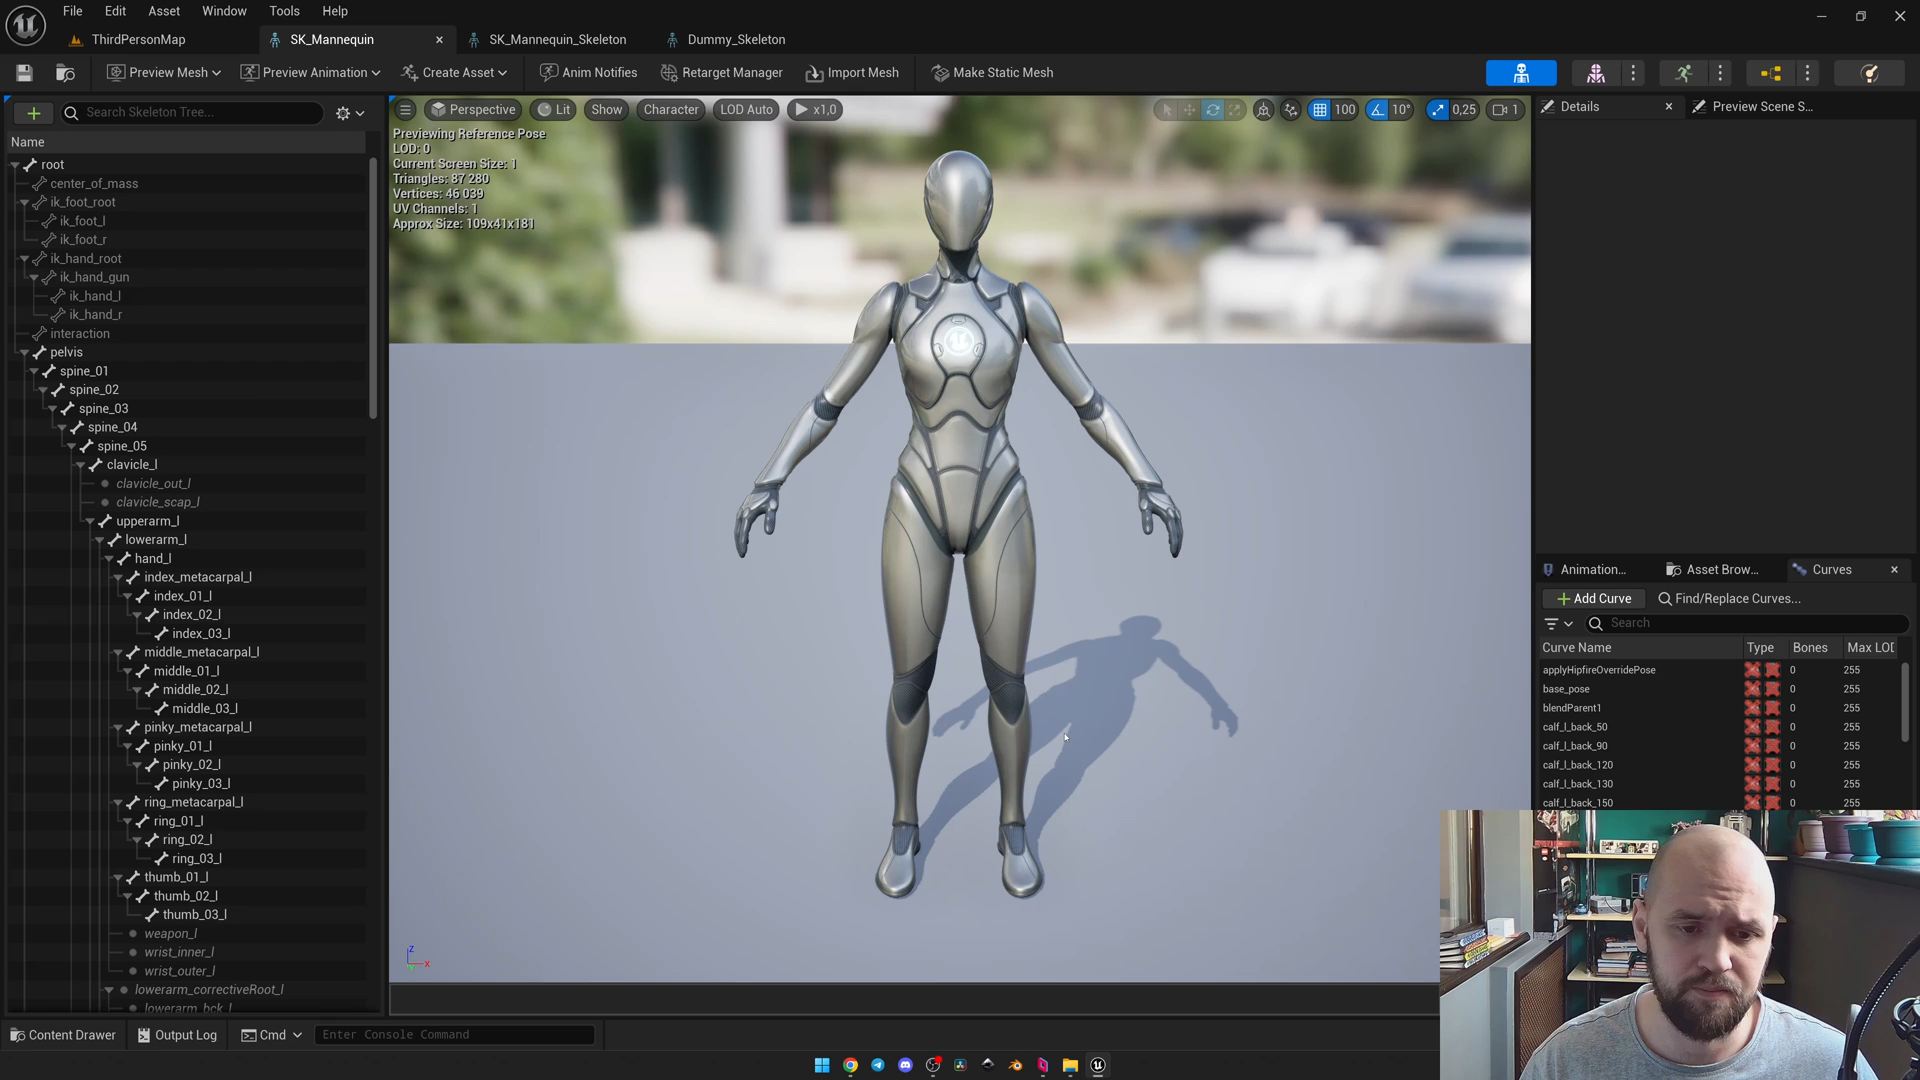 File Edit Asset Window Tools Help
ThirdPersonMap SK_Mannequin SK_Mannequin_Skeleton Dummy_Skeleton
Preview Mesh Preview Animation Create Asset Anim Notifies Retarget Manager Import Mesh Make Static Mesh
Search Skeleton Tree...
Perspective Lit Show Character LOD Auto x1,0 100 10° 0,25 1
Details Preview Scene S...
Previewing Reference Pose
LOD: 0
Current Screen Size: 1
Triangles: 87 280
Vertices: 46 039
UV Channels: 1
Approx Size: 109x41x181
Name
root
center_of_mass
ik_foot_root
ik_foot_l
ik_foot_r
ik_hand_root
ik_hand_gun
ik_hand_l
ik_hand_r
interaction
pelvis
spine_01
spine_02
spine_03
spine_04
spine_05
clavicle_l
clavicle_out_l
clavicle_scap_l
upperarm_l
lowerarm_l
hand_l
index_metacarpal_l
index_01_l
index_02_l
index_03_l
middle_metacarpal_l
middle_01_l
middle_02_l
middle_03_l
pinky_metacarpal_l
pinky_01_l
pinky_02_l
pinky_03_l
ring_metacarpal_l
ring_01_l
ring_02_l
ring_03_l
thumb_01_l
thumb_02_l
thumb_03_l
weapon_l
wrist_inner_l
wrist_outer_l
lowerarm_correctiveRoot_l
lowerarm_bck_l
Z
X
Animation... Asset Brow... Curves
Add Curve Find/Replace Curves...
Search
Curve Name Type Bones Max LOI
applyHipfireOverridePose 0 255
base_pose 0 255
blendParent1 0 255
calf_l_back_50 0 255
calf_l_back_90 0 255
calf_l_back_120 0 255
calf_l_back_130 0 255
calf_l_back_150 0 255
Content Drawer Output Log Cmd Enter Console Command